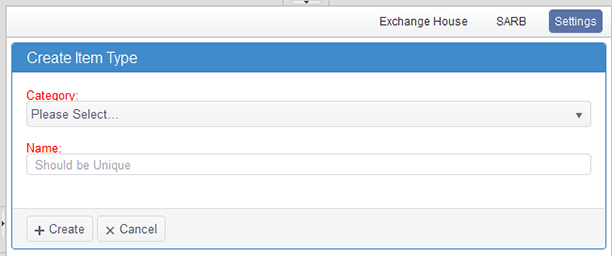 Exchange House SARB Settings
Create Item Type
Category:
Please Select...
Name:
Should be Unique
Create Cancel